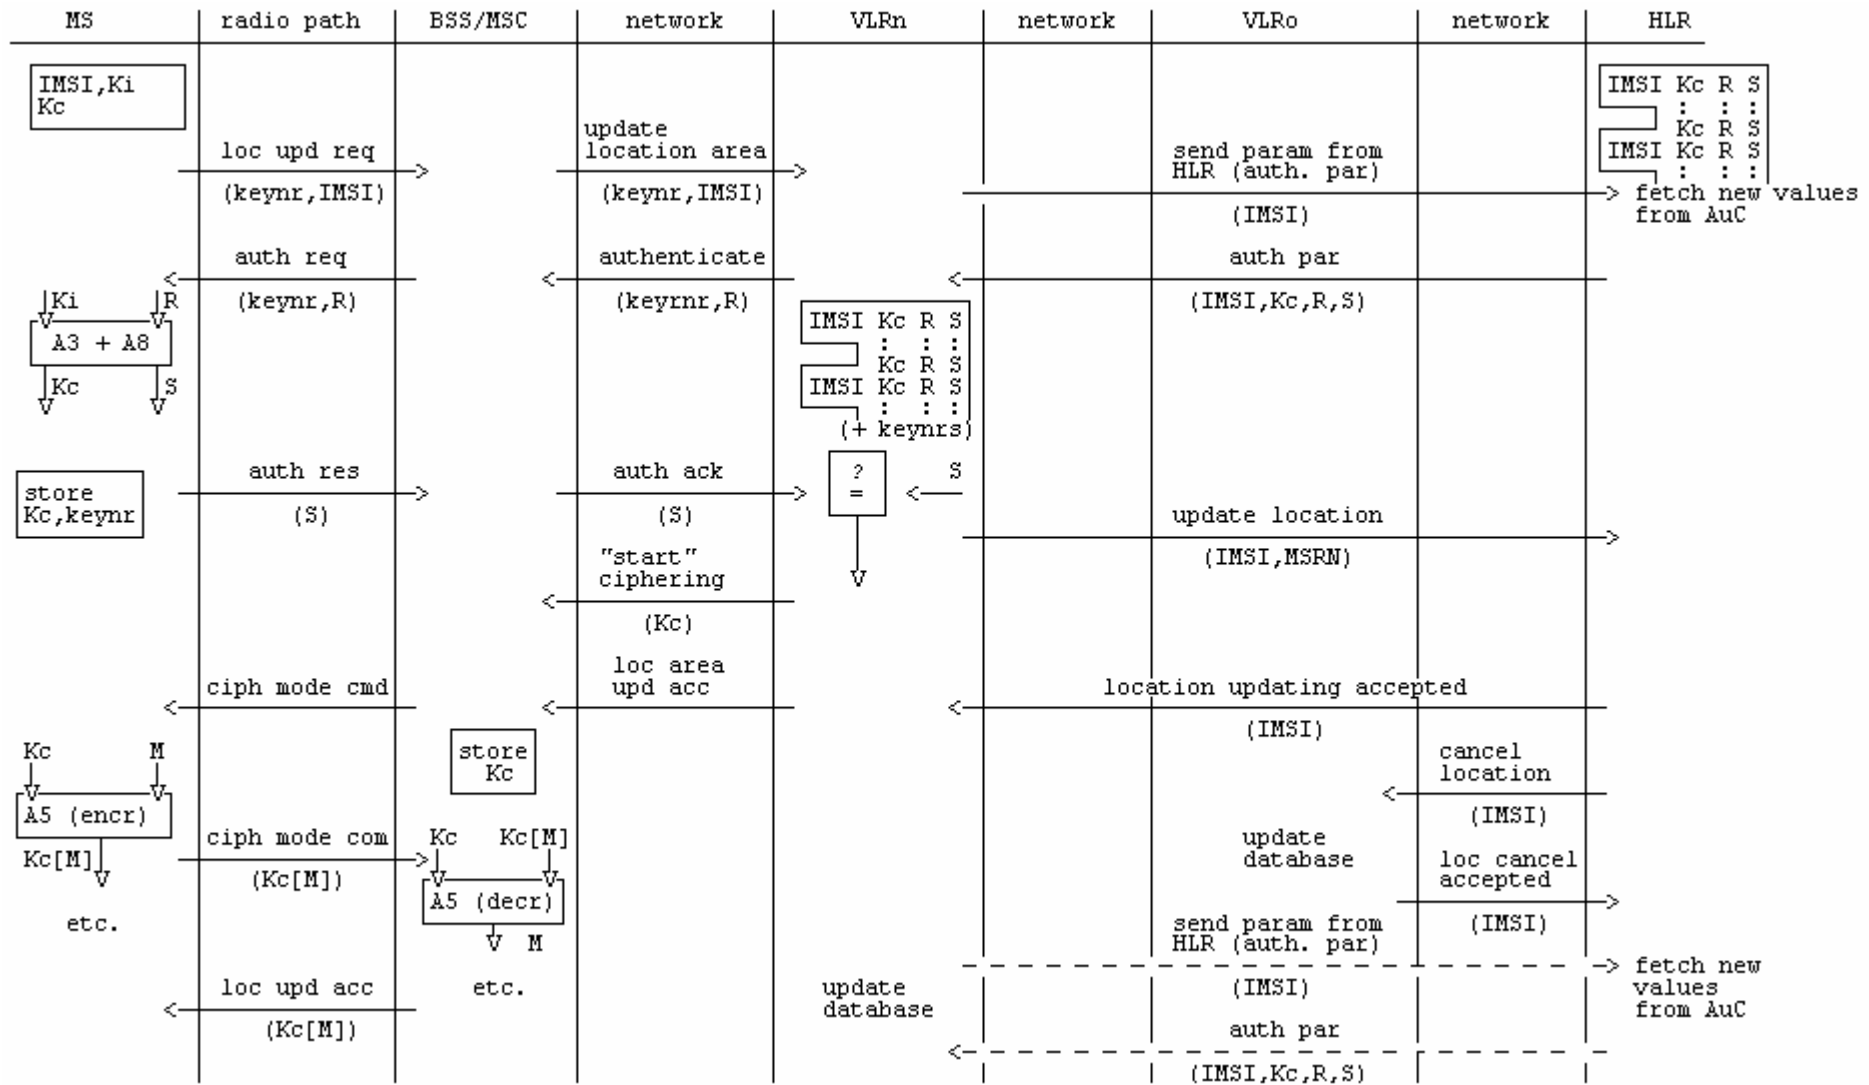 MS radio path BSS/MSC network VLRn network VLRo network HLR
IMSI,Ki
Kc
IMSI Kc R S
: : :
Kc R S
IMSI Kc R S
: : :
loc upd req
(keynr,IMSI)
update
location area
(keynr,IMSI)
send param from
HLR (auth. par)
(IMSI)
fetch new values
from AuC
auth req
(keynr,R)
authenticate
(keyrnr,R)
auth par
(IMSI,Kc,R,S)
Ki R
A3 + A8
Kc S
IMSI Kc R S
: : :
Kc R S
IMSI Kc R S
: : :
(+ keynrs)
store
Kc,keynr
auth res
(S)
auth ack
(S)
?
=
S
update location
(IMSI,MSRN)
"start"
ciphering
(Kc)
ciph mode cmd
loc area
upd acc
location updating accepted
(IMSI)
store
Kc
cancel
location
(IMSI)
Kc M
A5 (encr)
Kc[M]
etc.
ciph mode com
(Kc[M])
Kc Kc[M]
A5 (decr)
M
etc.
update
database
loc cancel
accepted
(IMSI)
send param from
HLR (auth. par)
(IMSI)
fetch new
values
from AuC
loc upd acc
(Kc[M])
update
database
auth par
(IMSI,Kc,R,S)